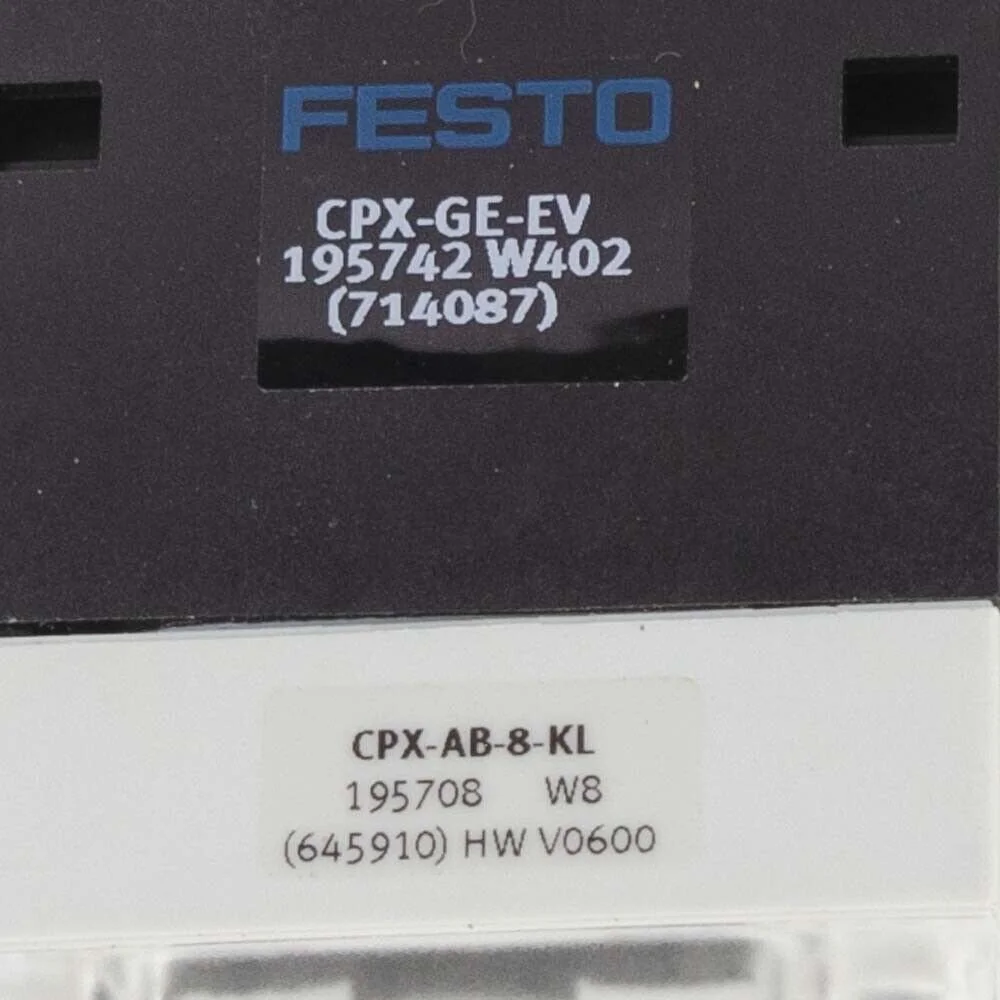 FESTO
CPX-GE-EV
195742 W402
(714087)
CPX-AB-8-KL
195708 W8
(645910) HW V0600